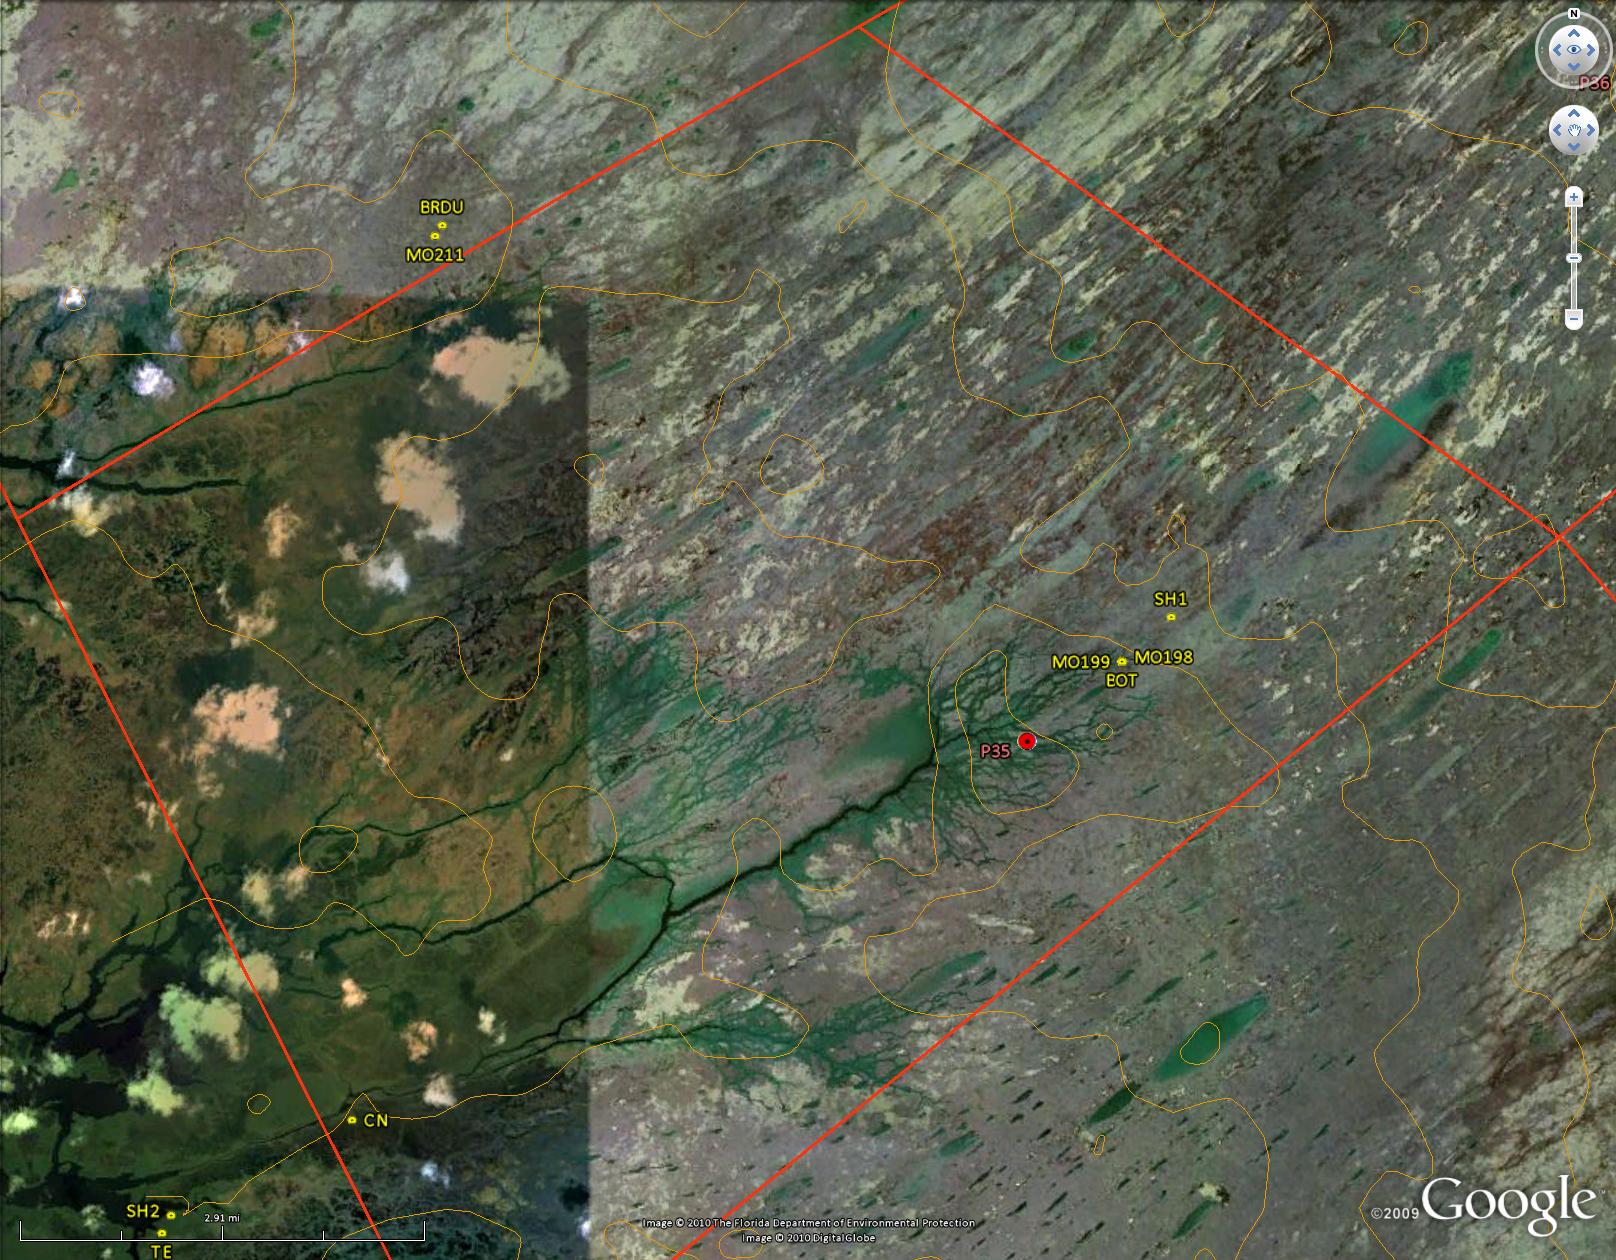 N
P36
BRDU
MO211
SH1
MO199
MO198
BOT
P35
CN
SH2
TE
2.91 mi
Image © 2010 The Florida Department of Environmental Protection
Image © 2010 DigitalGlobe
©2009 Google